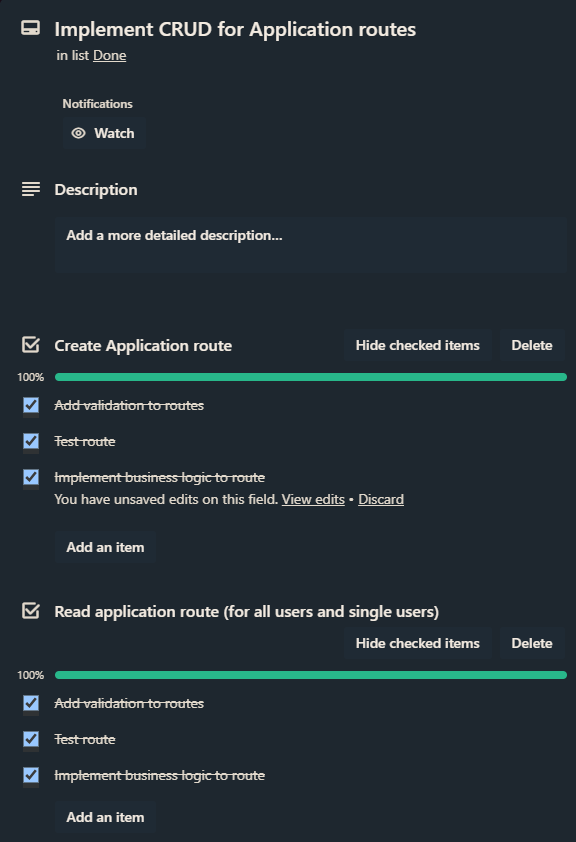 Implement CRUD for Application routes
in list Done
Notifications
Watch
Description
Add a more detailed description...
Create Application route
Hide checked items Delete
100%
Add validation to routes
Test route
Implement business logic to route
You have unsaved edits on this field. View edits • Discard
Add an item
Read application route (for all users and single users)
Hide checked items Delete
100%
Add validation to routes
Test route
Implement business logic to route
Add an item